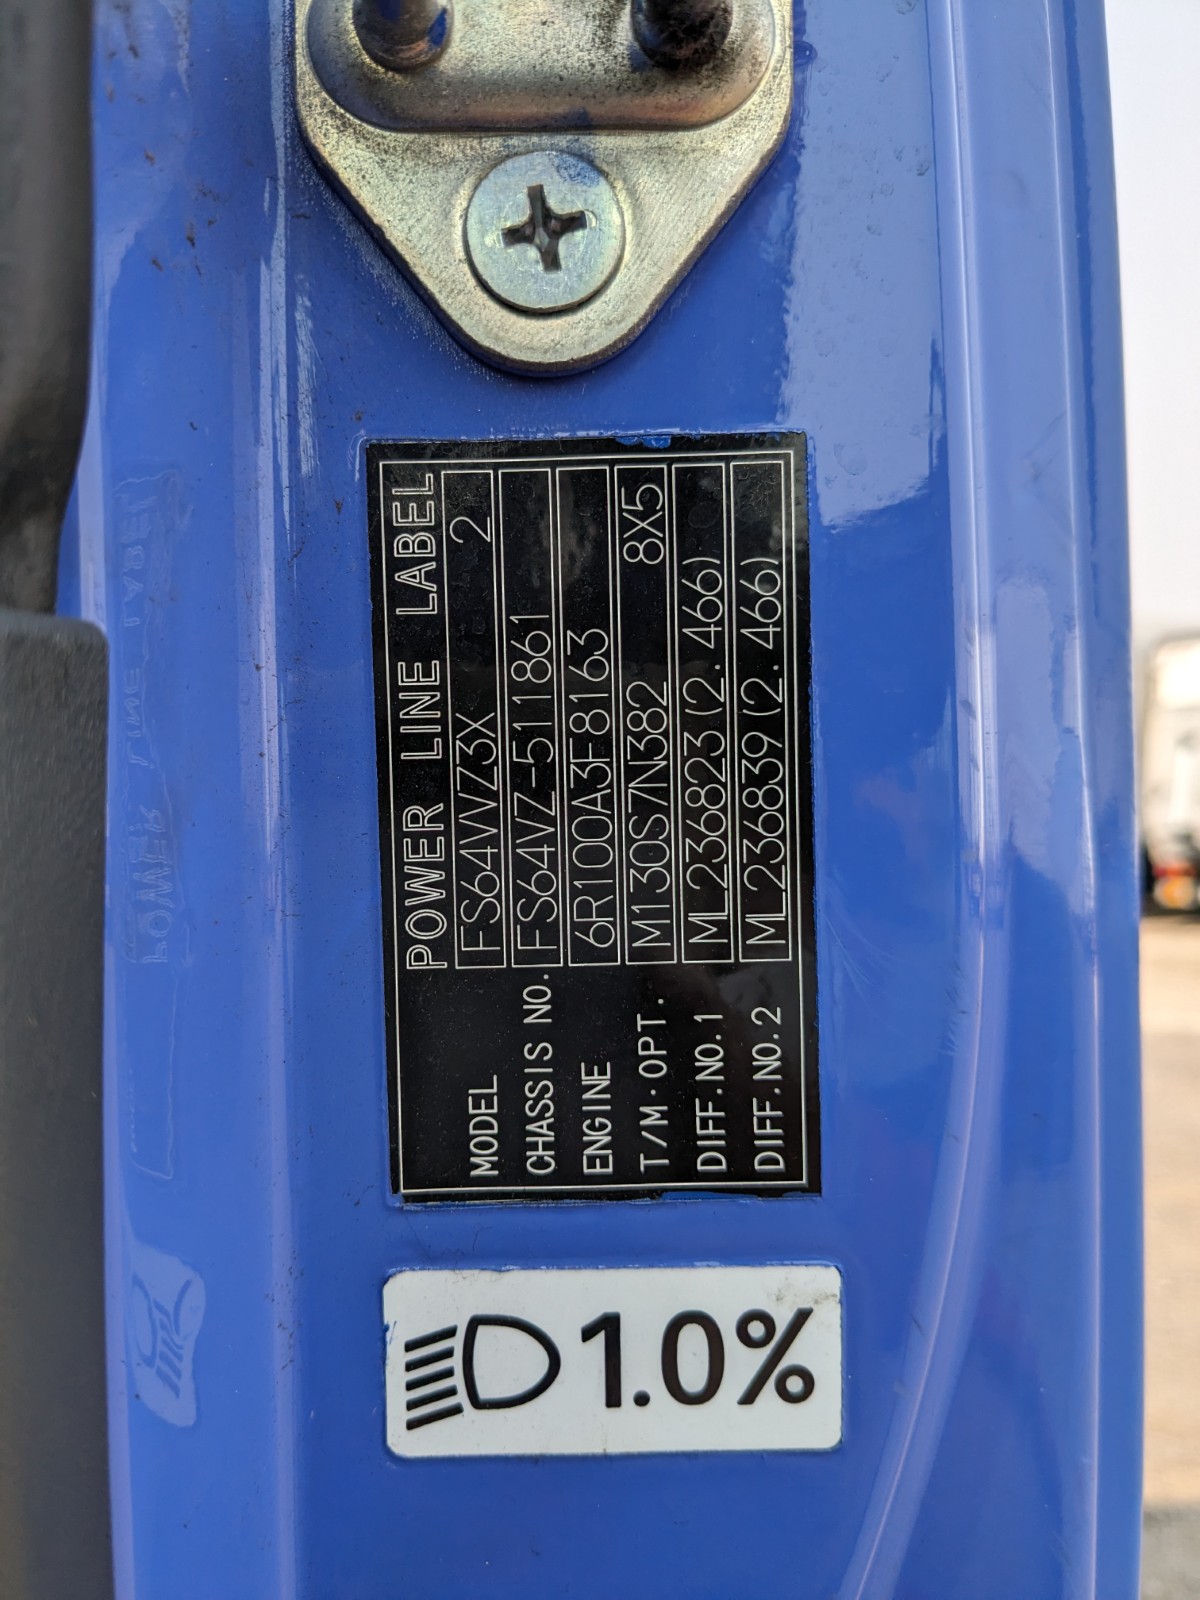 POWER LINE LABEL
MODEL FS64WZ3X 2
CHASSIS NO. FS64VZ-511861
ENGINE 6R100A3F8163
T/M·OPT. M130S7N382 8X5
DIFF.NO.1 ML236823(2.466)
DIFF.NO.2 ML236839(2.466)
1.0%